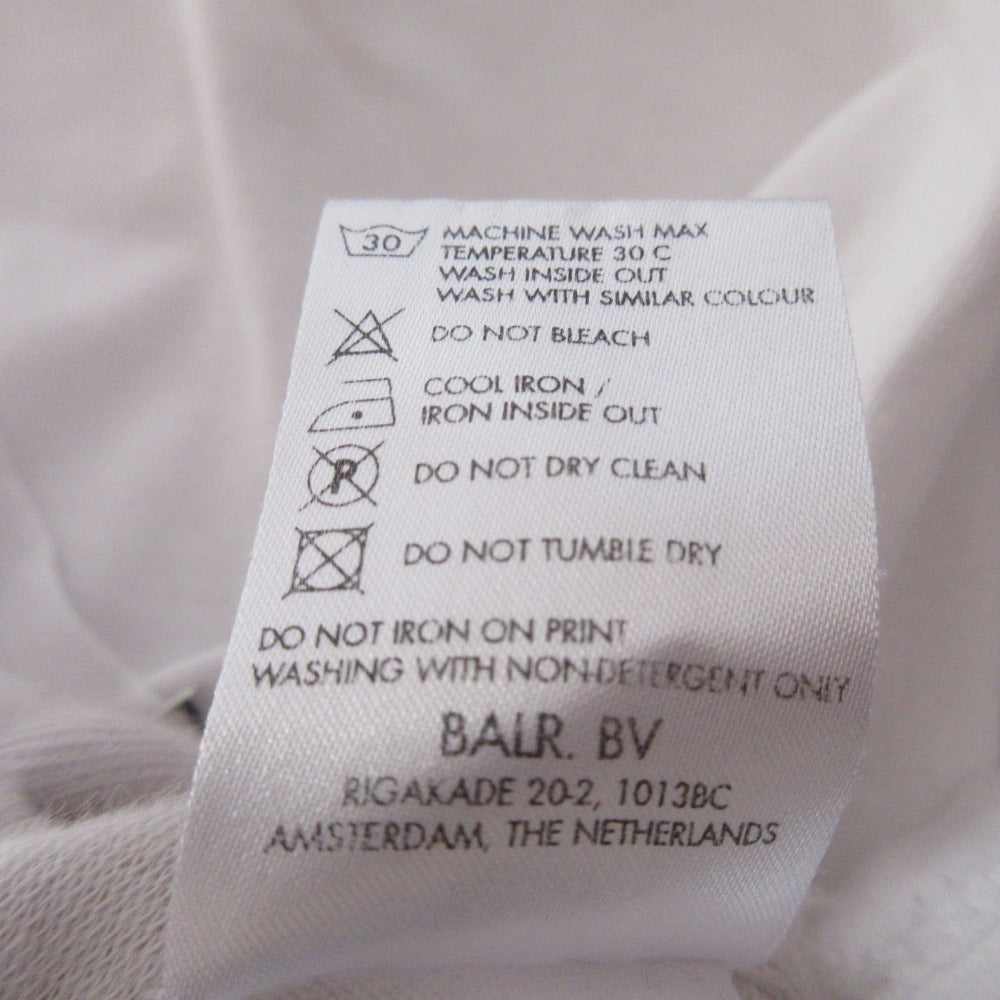 30 MACHINE WASH MAX
TEMPERATURE 30 C
WASH INSIDE OUT
WASH WITH SIMILAR COLOUR
DO NOT BLEACH
COOL IRON /
IRON INSIDE OUT
P DO NOT DRY CLEAN
DO NOT TUMBLE DRY
DO NOT IRON ON PRINT
WASHING WITH NON-DETERGENT ONLY
BALR. BV
RIGAKADE 20-2, 1013BC
AMSTERDAM, THE NETHERLANDS